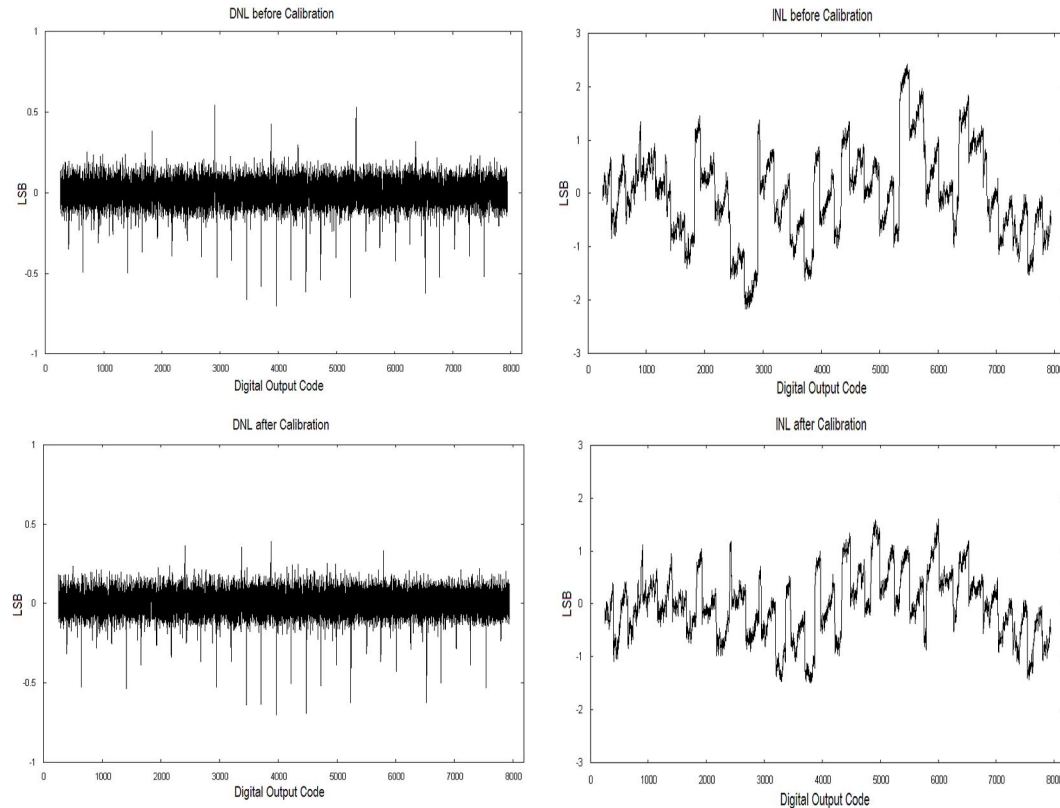 DNL before Calibration
1
0.5
0
-0.5
-1
LSB
0 1000 2000 3000 4000 5000 6000 7000 8000
Digital Output Code
INL before Calibration
3
2
1
0
-1
-2
-3
LSB
0 1000 2000 3000 4000 5000 6000 7000 8000
Digital Output Code
DNL after Calibration
1
0.5
0
-0.5
-1
LSB
0 1000 2000 3000 4000 5000 6000 7000 8000
Digital Output Code
INL after Calibration
3
2
1
0
-1
-2
-3
LSB
0 1000 2000 3000 4000 5000 6000 7000 8000
Digital Output Code